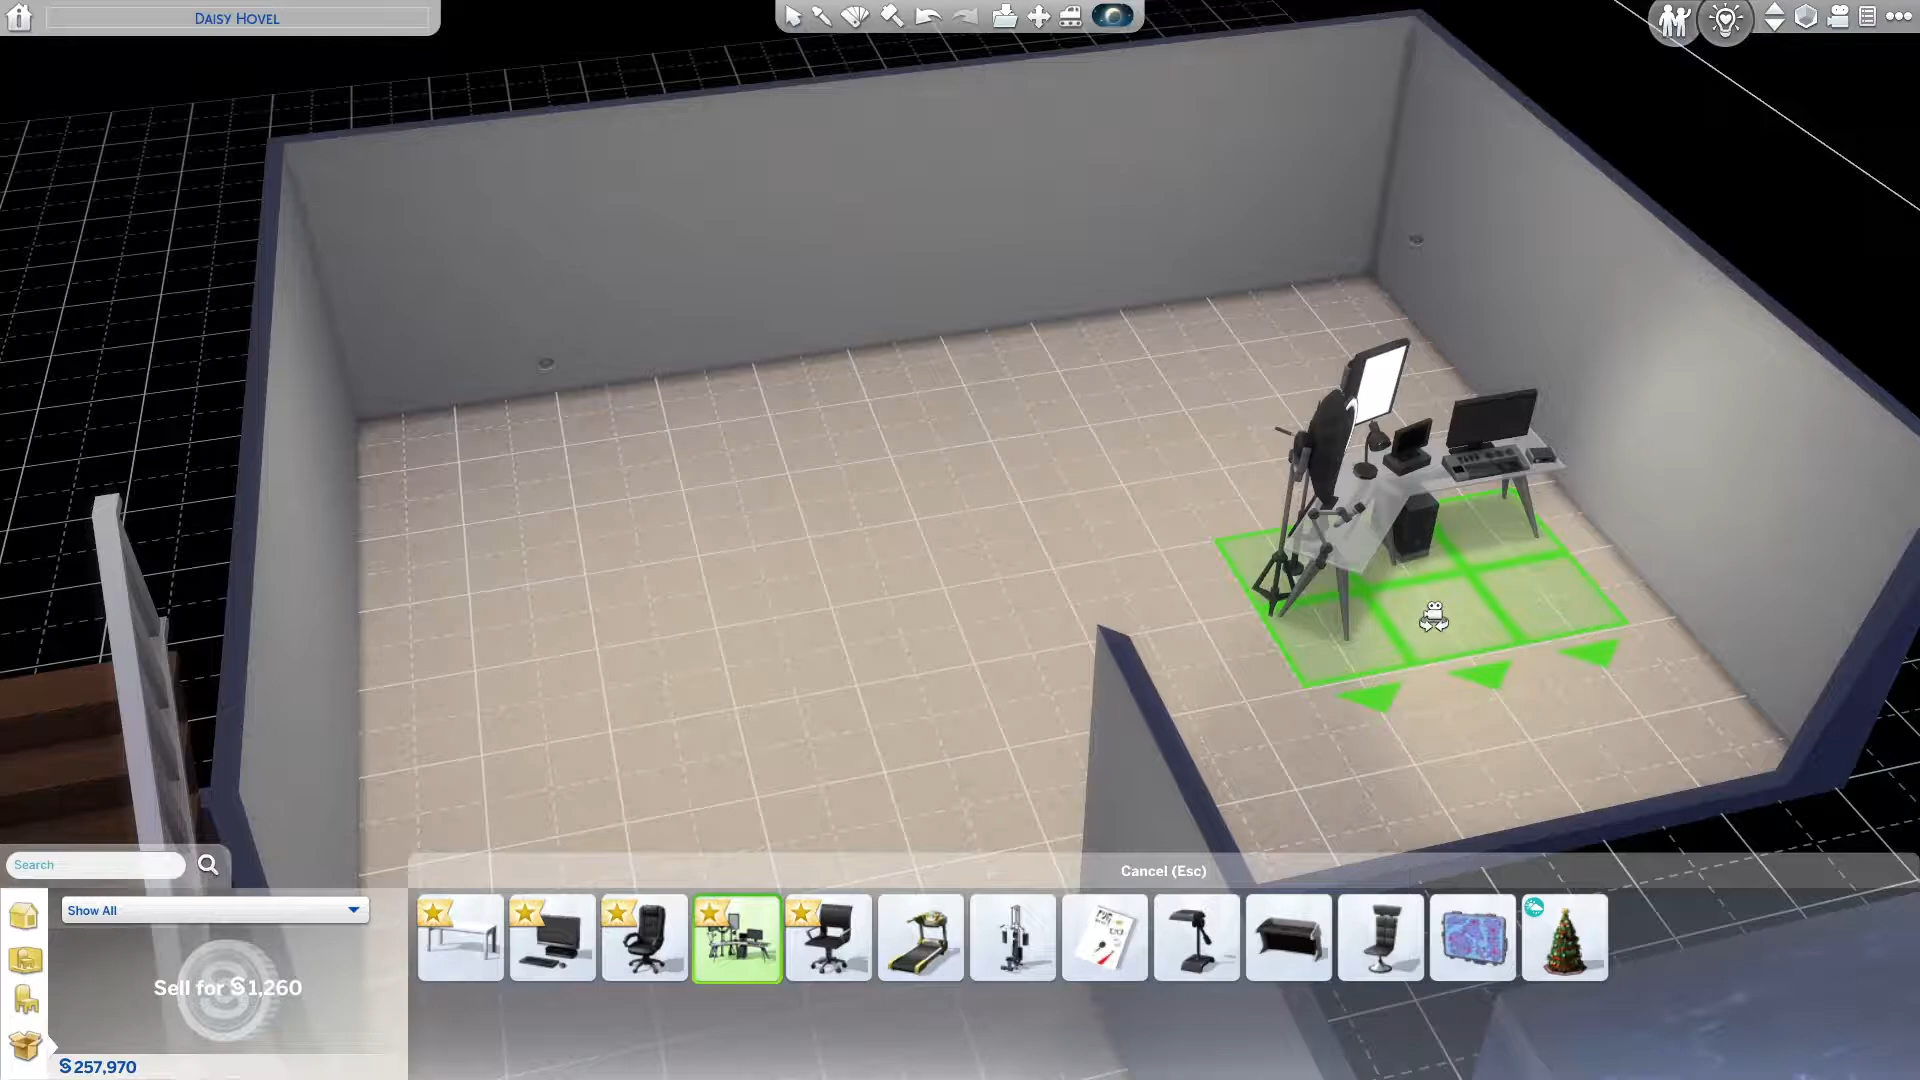 DAISY HOVEL
Search
Cancel (Esc)
Show All
Sell for §1,260
§257,970